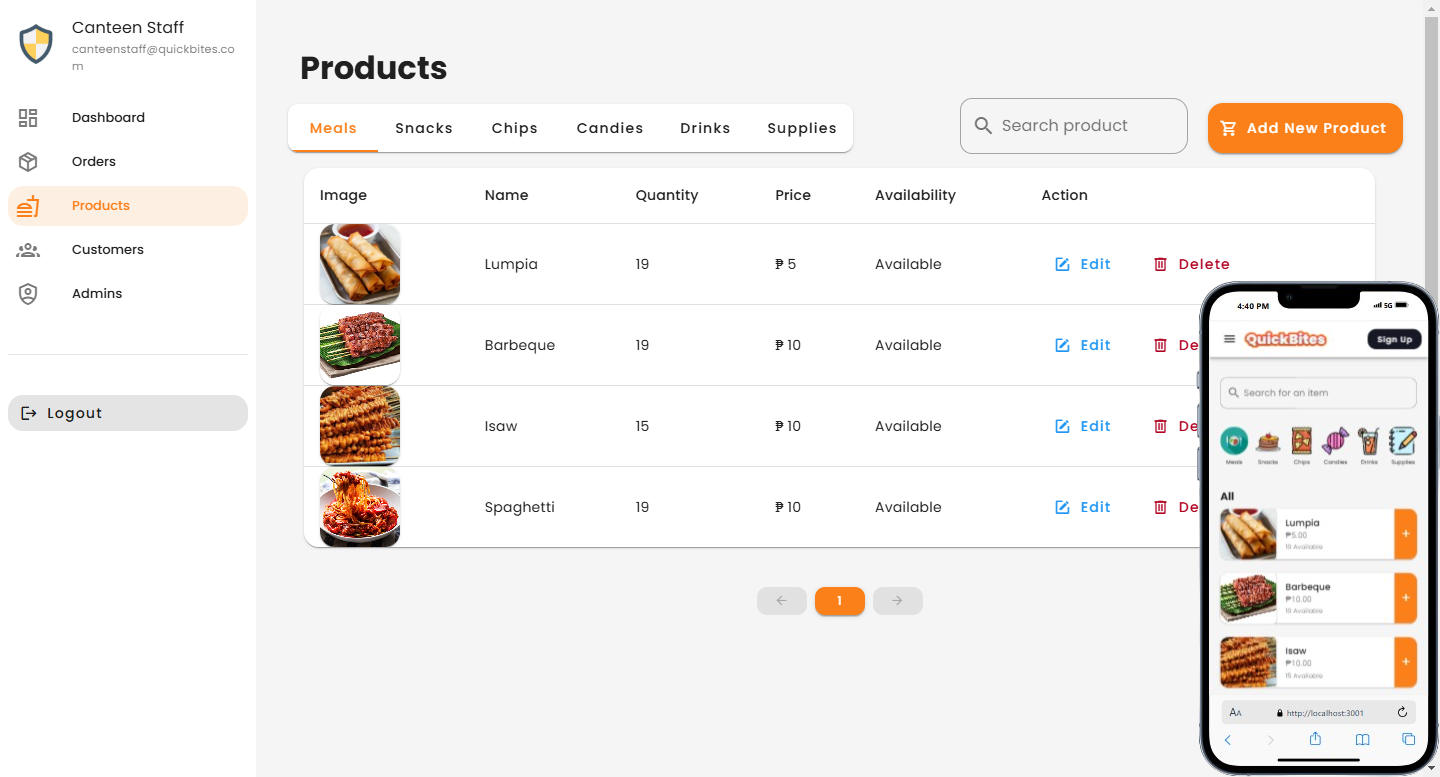 Canteen Staff
canteenstaff@quickbites.co
m
Dashboard
Orders
Products
Customers
Admins
Logout
Products
Meals Snacks Chips Candies Drinks Supplies
Search product
Add New Product
Image Name Quantity Price Availability Action
Lumpia 19 ₱ 5 Available Edit Delete
Barbeque 19 ₱ 10 Available Edit De
Isaw 15 ₱ 10 Available Edit De
Spaghetti 19 ₱ 10 Available Edit De
1
4:40 PM 5G
QuickBites
Sign Up
Search for an item
Meals Snacks Chips Candies Drinks Supplies
All
Lumpia
₱5.00
19 Available
+
Barbeque
₱10.00
19 Available
+
Isaw
₱10.00
15 Available
+
AA http://localhost:3001